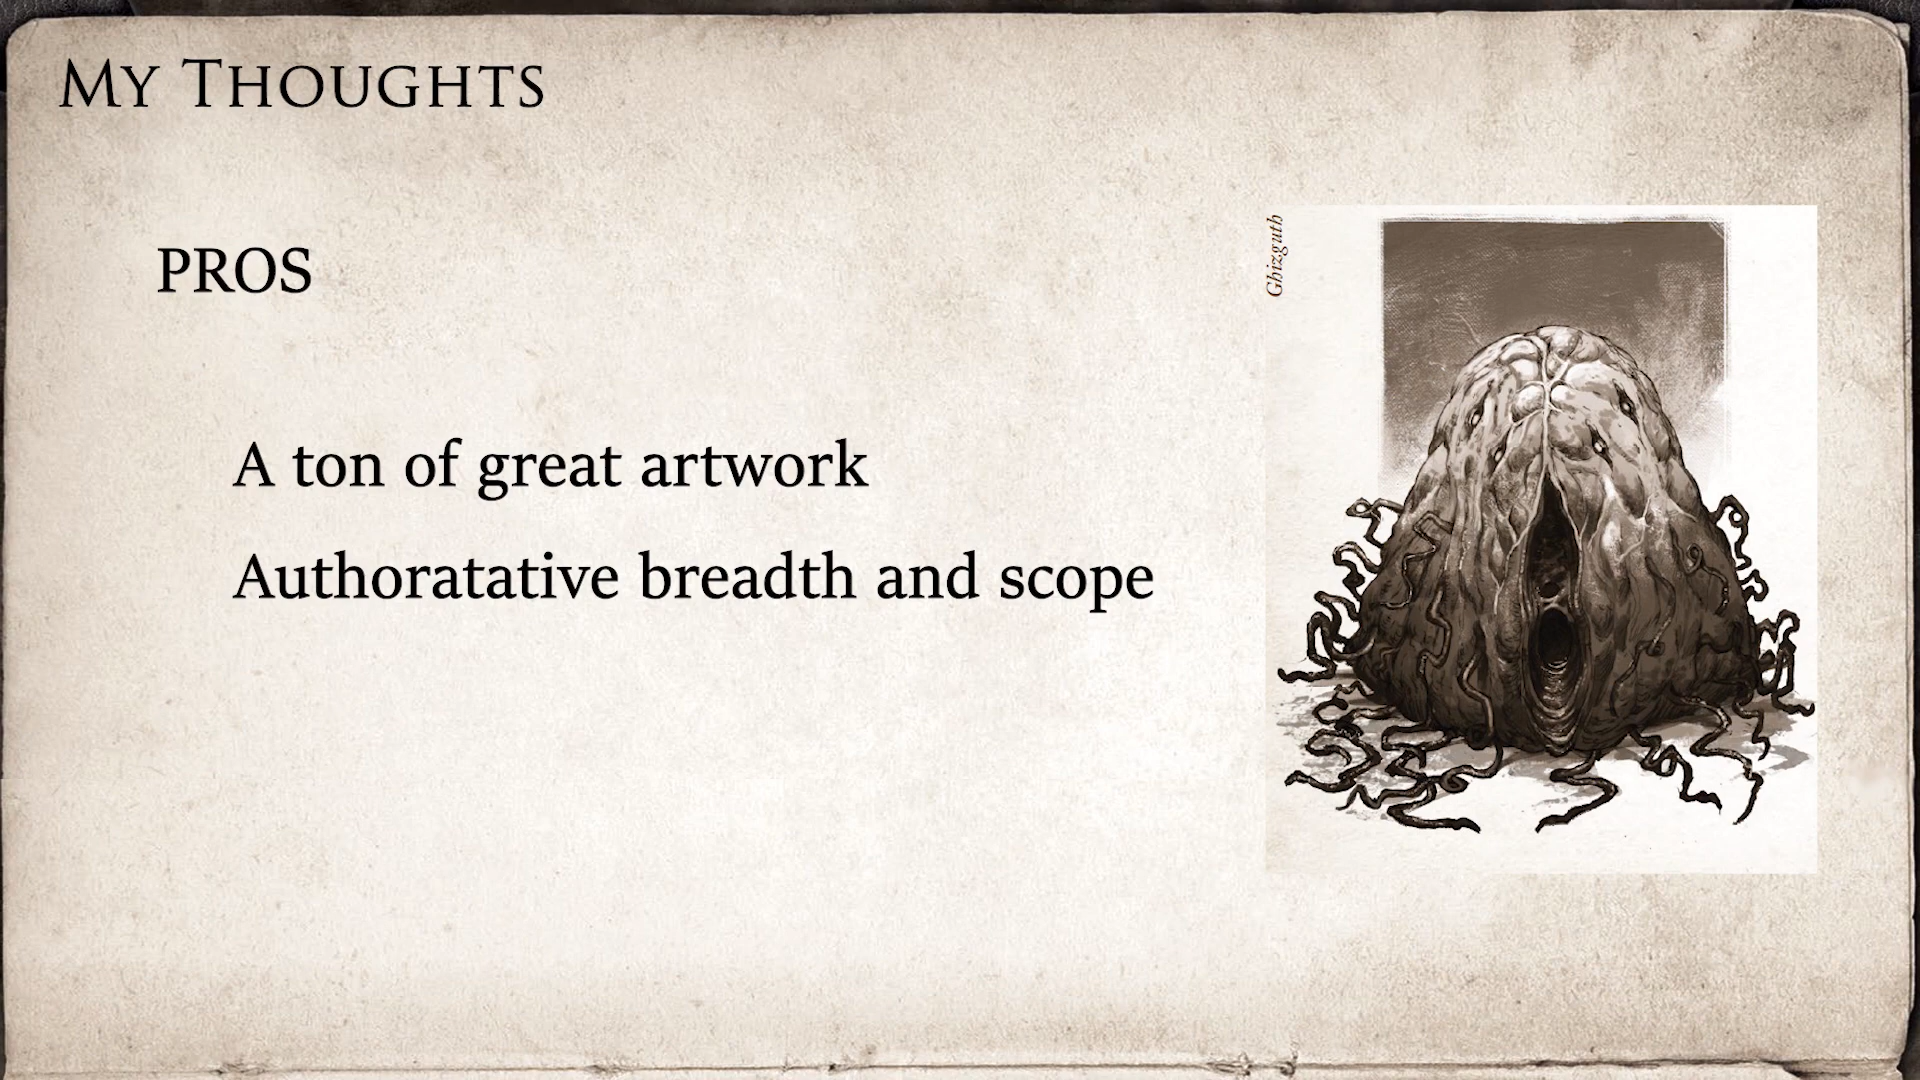 My Thoughts
PROS
A ton of great artwork
Authoratative breadth and scope
Ghizguth